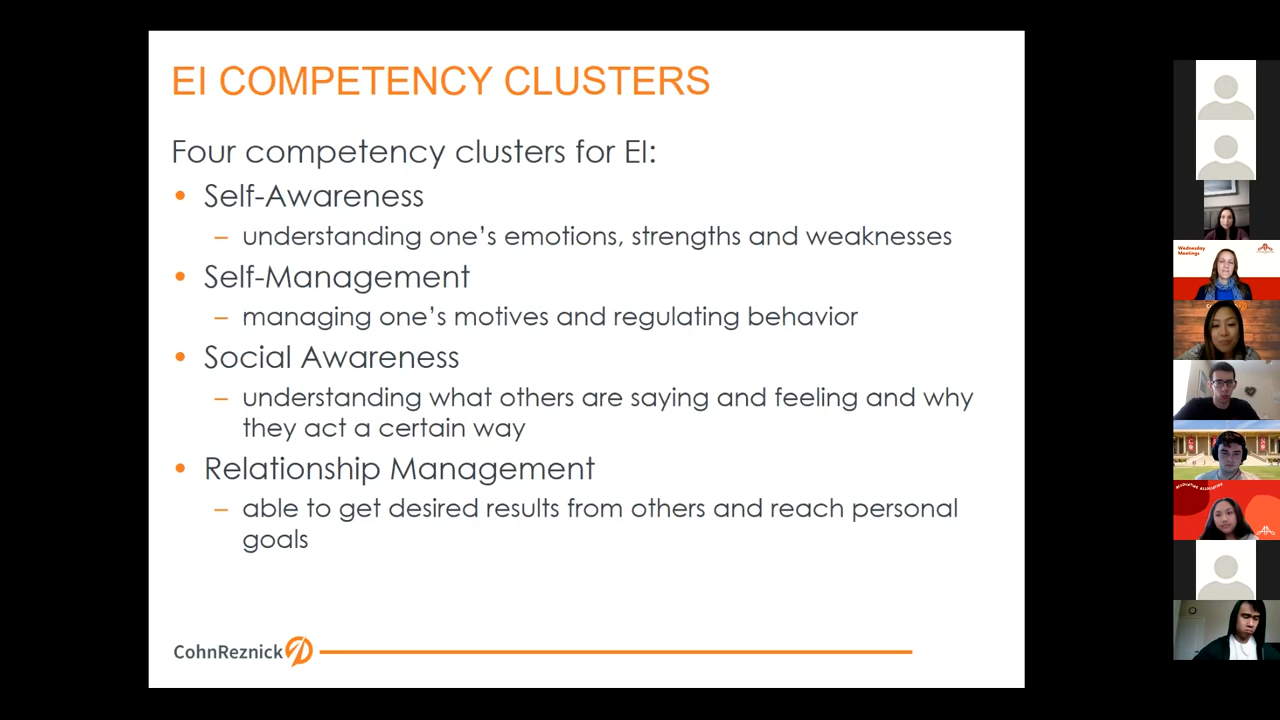 EI COMPETENCY CLUSTERS
Four competency clusters for EI:
• Self-Awareness
– understanding one's emotions, strengths and weaknesses
• Self-Management
– managing one's motives and regulating behavior
• Social Awareness
– understanding what others are saying and feeling and why
they act a certain way
• Relationship Management
– able to get desired results from others and reach personal
goals
CohnReznick
Wednesday
Meetings